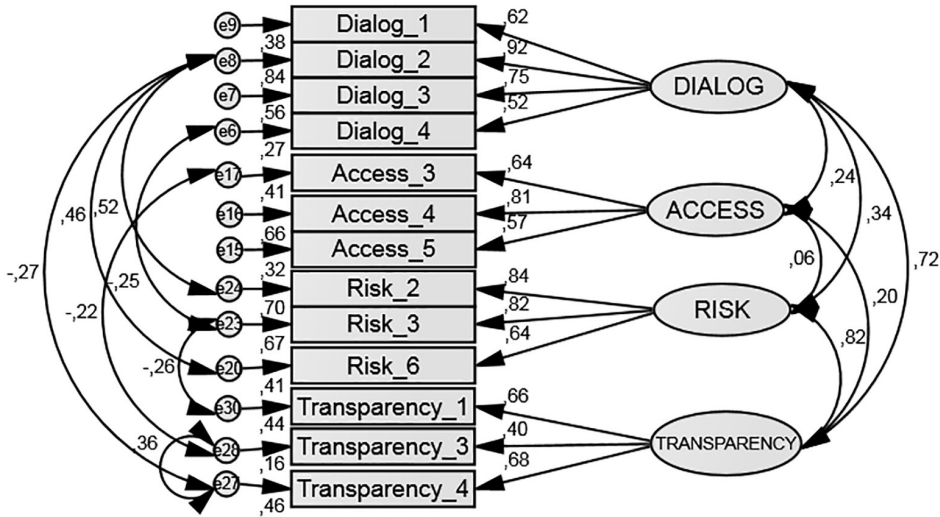 e9 Dialog_1 ,62
,38
e8 Dialog_2 ,92
,84
e7 Dialog_3 ,75 DIALOG
,56
e6 Dialog_4 ,52
,27
e17 Access_3 ,64
,41
e16 Access_4 ,81 ACCESS
,66
e15 Access_5 ,57
,32
e24 Risk_2 ,84
,70
e23 Risk_3 ,82 RISK
,67
e20 Risk_6 ,64
,41
e30 Transparency_1 ,66
,44
e28 Transparency_3 ,40 TRANSPARENCY
,16
e27 Transparency_4 ,68
,46
,46 ,52
-,27
-,25
-,22
-,26
,36
,24
,34
,06
,72
,20
,82